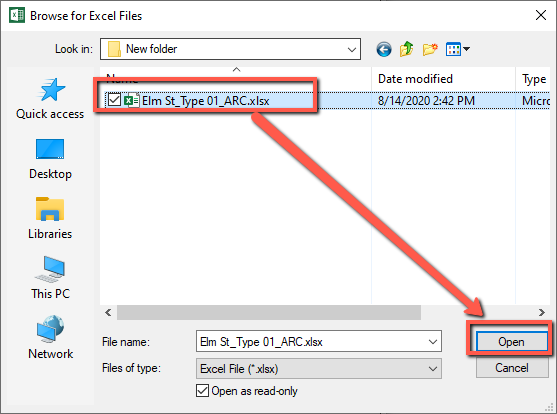 Browse for Excel Files
Look in: New folder
Name Date modified Type
Elm St_Type 01_ARC.xlsx 8/14/2020 2:42 PM Micro
Quick access
Desktop
Libraries
This PC
Network
File name: Elm St_Type 01_ARC.xlsx Open
Files of type: Excel File (*.xlsx) Cancel
Open as read-only